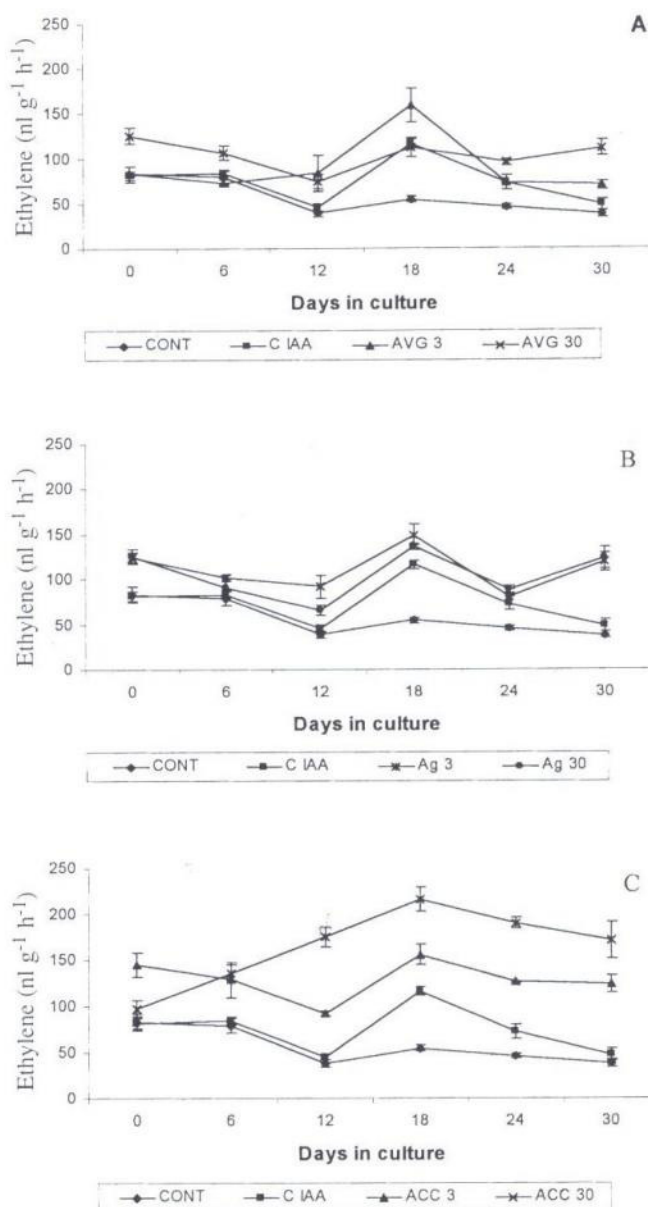 A
250
200
150
100
50
0
Ethylene (nl g-1 h-1)
0 6 12 18 24 30
Days in culture
CONT C IAA AVG 3 AVG 30
B
250
200
150
100
50
0
Ethylene (nl g-1 h-1)
0 6 12 18 24 30
Days in culture
CONT C IAA Ag 3 Ag 30
C
250
200
150
100
50
0
Ethylene (nl g-1 h-1)
0 6 12 18 24 30
Days in culture
CONT C IAA ACC 3 ACC 30